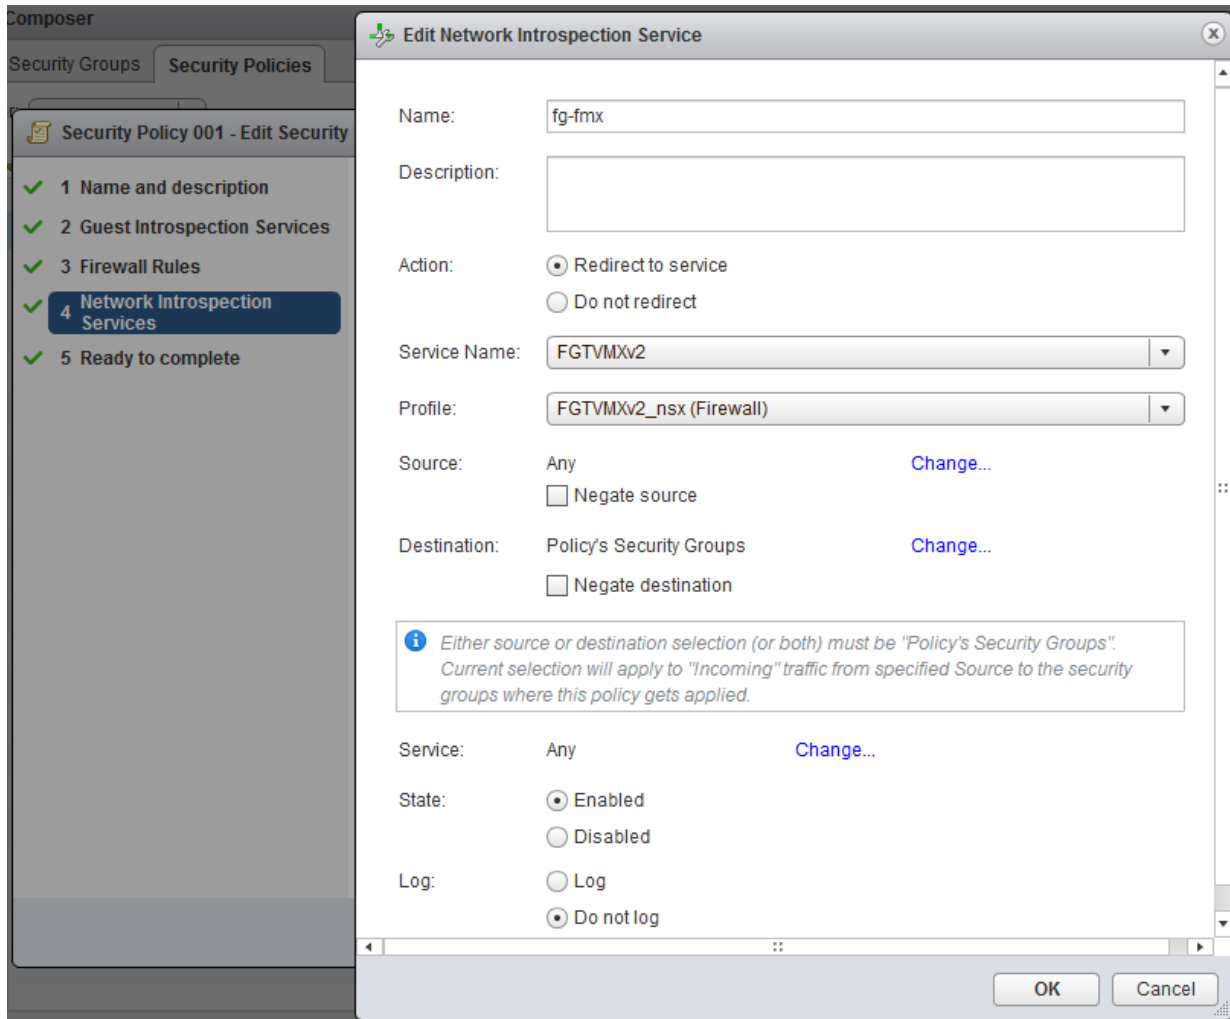 Composer
Security Groups
Security Policies
Security Policy 001 - Edit Security
1 Name and description
2 Guest Introspection Services
3 Firewall Rules
4 Network Introspection
Services
5 Ready to complete
Edit Network Introspection Service
Name: fg-fmx
Description:
Action: Redirect to service
Do not redirect
Service Name: FGTVMXv2
Profile: FGTVMXv2_nsx (Firewall)
Source: Any Change...
Negate source
Destination: Policy's Security Groups Change...
Negate destination
Either source or destination selection (or both) must be "Policy's Security Groups".
Current selection will apply to "Incoming" traffic from specified Source to the security
groups where this policy gets applied.
Service: Any Change...
State: Enabled
Disabled
Log: Log
Do not log
OK Cancel